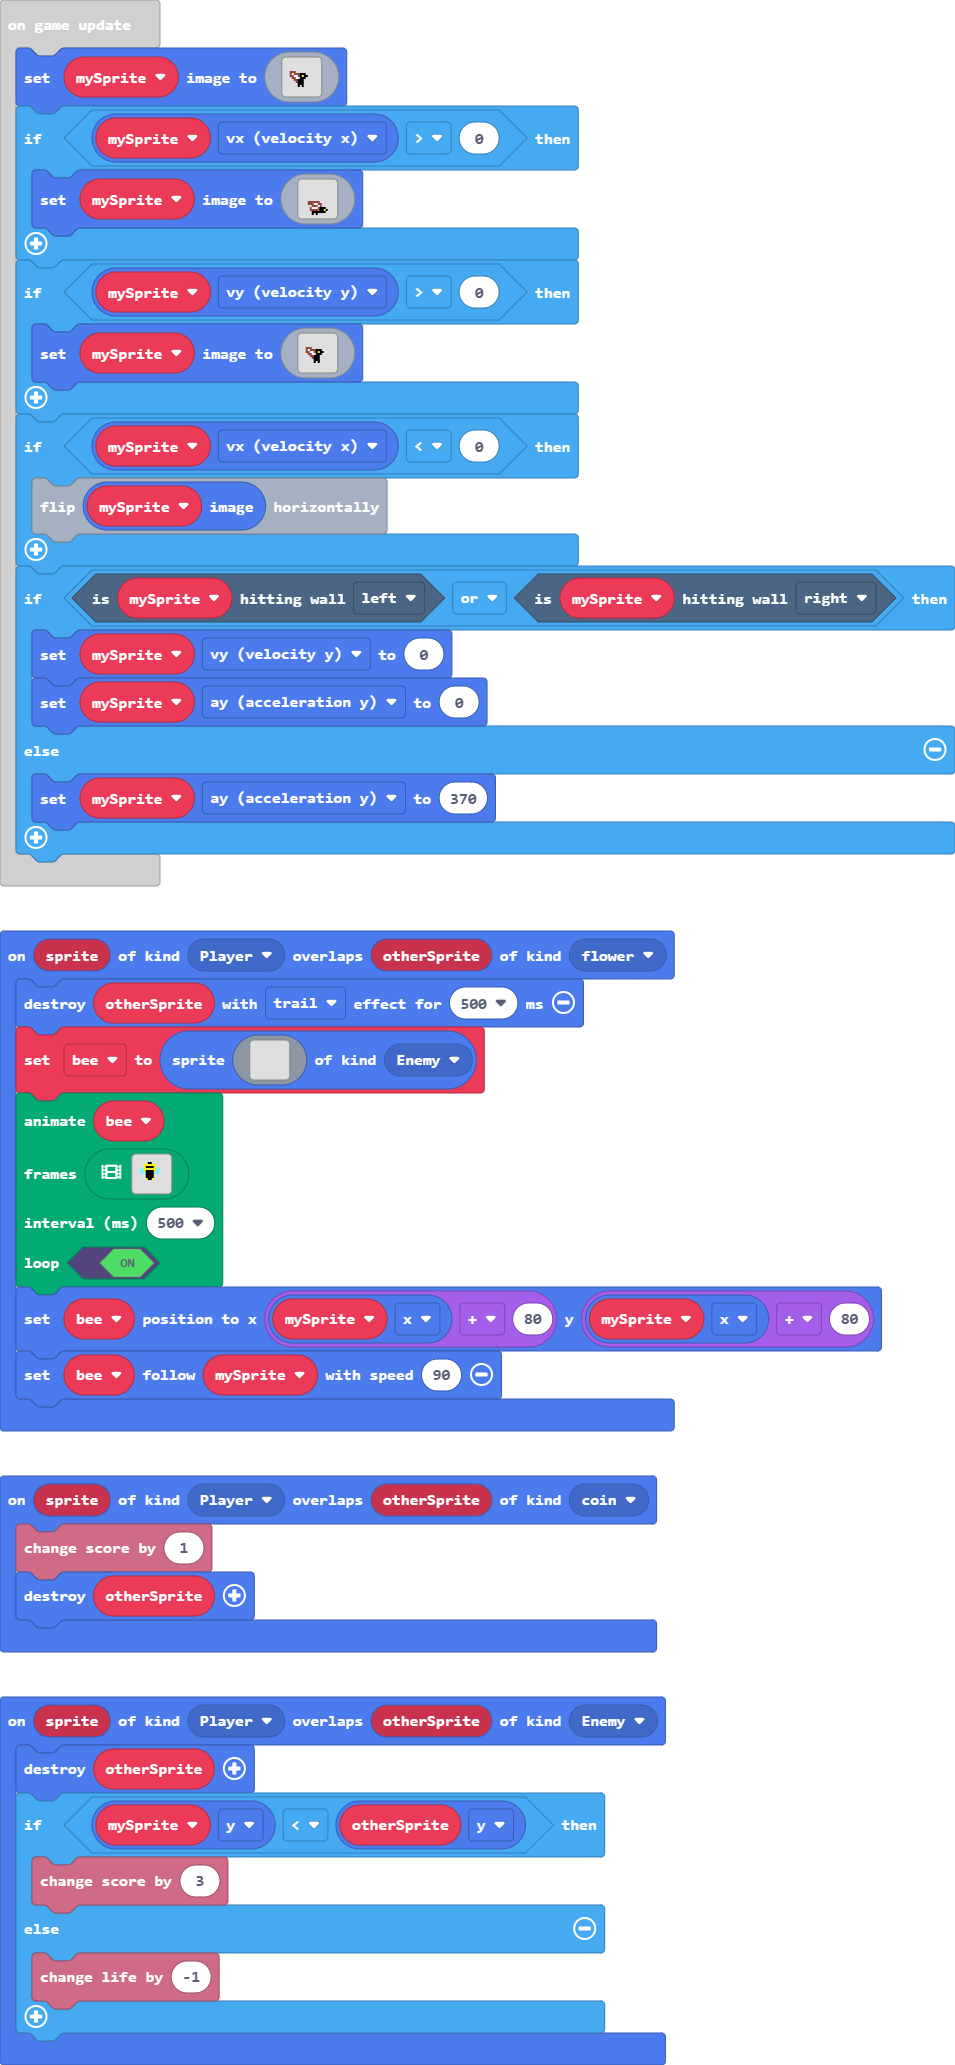 on game update
set mySprite image to
if mySprite vx (velocity x) > 0 then
set mySprite image to
if mySprite vy (velocity y) > 0 then
set mySprite image to
if mySprite vx (velocity x) < 0 then
flip mySprite image horizontally
if is mySprite hitting wall left or is mySprite hitting wall right then
set mySprite vy (velocity y) to 0
set mySprite ay (acceleration y) to 0
else
set mySprite ay (acceleration y) to 370
on sprite of kind Player overlaps otherSprite of kind flower
destroy otherSprite with trail effect for 500 ms
set bee to sprite of kind Enemy
animate bee
frames
interval (ms) 500
loop ON
set bee position to x mySprite x + 80 y mySprite x + 80
set bee follow mySprite with speed 90
on sprite of kind Player overlaps otherSprite of kind coin
change score by 1
destroy otherSprite
on sprite of kind Player overlaps otherSprite of kind Enemy
destroy otherSprite
if mySprite y < otherSprite y then
change score by 3
else
change life by -1